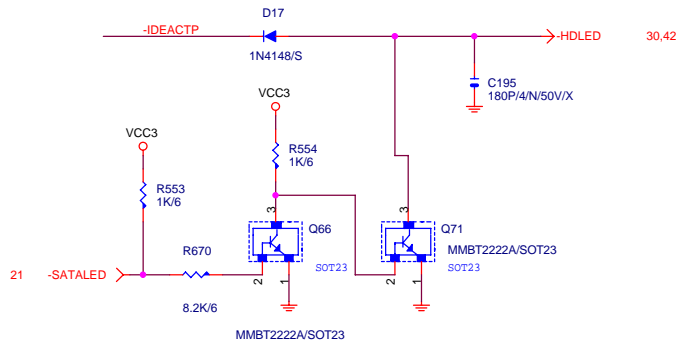 D17
-IDEACTP
-HDLED 30,42
1N4148/S
C195
180P/4/N/50V/X
VCC3
VCC3
R554
1K/6
R553
1K/6
3
3
Q66
Q71
R670
MMBT2222A/SOT23
SOT23
SOT23
21 -SATALED
2
1
2
1
8.2K/6
MMBT2222A/SOT23